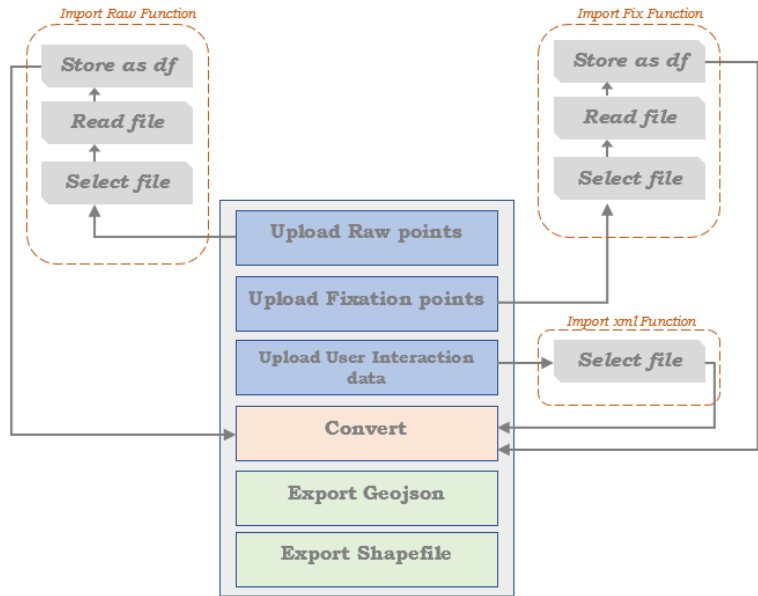 Import Raw Function
Store as df
Read file
Select file
Import Fix Function
Store as df
Read file
Select file
Upload Raw points
Upload Fixation points
Upload User Interaction
data
Import xml Function
Select file
Convert
Export Geojson
Export Shapefile